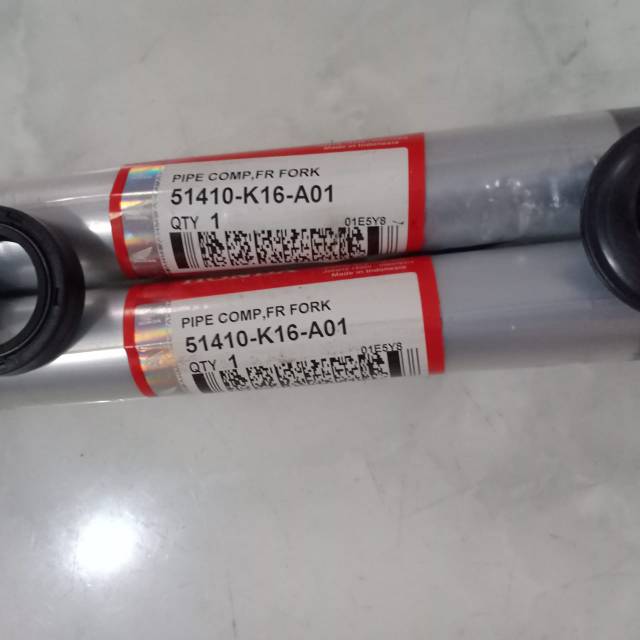 Made in Indonesia
PIPE COMP,FR FORK
51410-K16-A01
QTY 1
01E5Y8
Made in Indonesia
PIPE COMP,FR FORK
51410-K16-A01
QTY 1
01E5Y8